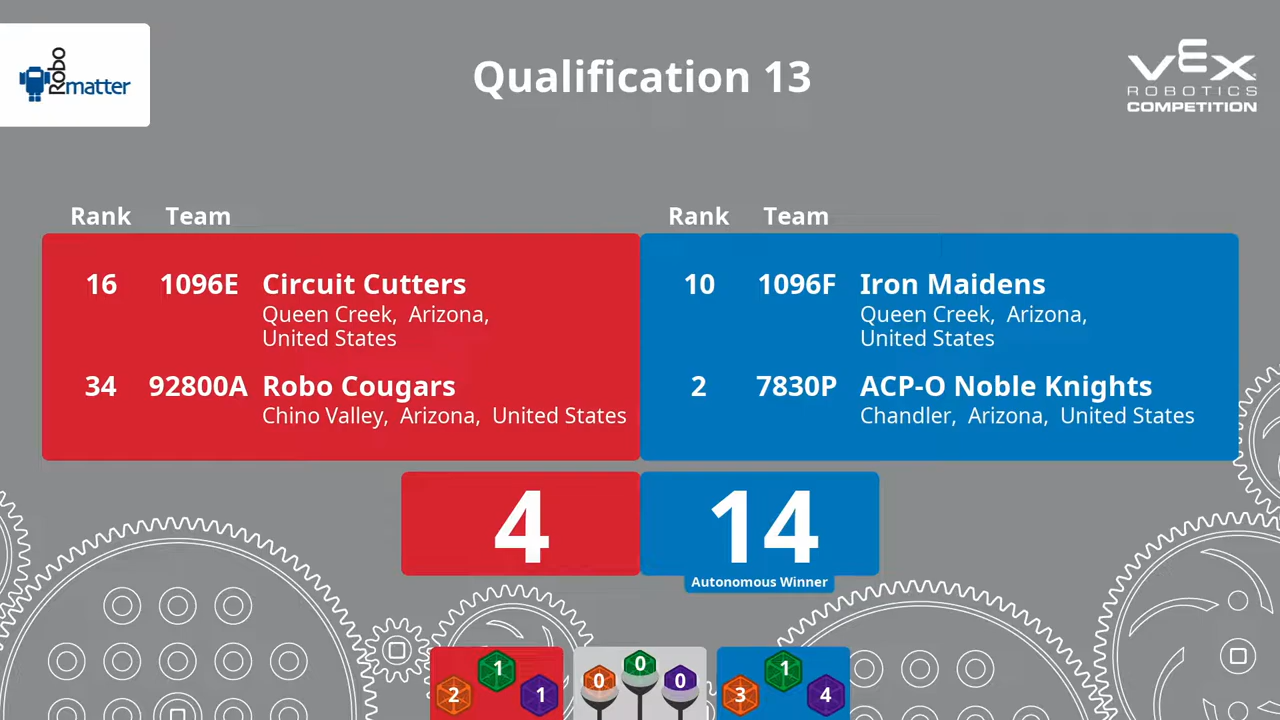 Robo
matter
Qualification 13
VEX
ROBOTICS
COMPETITION
Rank Team
Rank Team
16 1096E Circuit Cutters
Queen Creek, Arizona,
United States
34 92800A Robo Cougars
Chino Valley, Arizona, United States
10 1096F Iron Maidens
Queen Creek, Arizona,
United States
2 7830P ACP-O Noble Knights
Chandler, Arizona, United States
4
14
Autonomous Winner
2 1 1
0 0 0
3 1 4